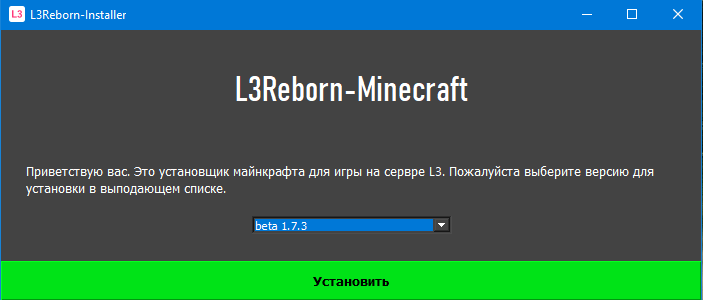 L3 L3Reborn-Installer
L3Reborn-Minecraft
Приветствую вас. Это установщик майнкрафта для игры на сервре L3. Пожалуйста выберите версию для
установки в выподающем списке.
beta 1.7.3
Установить